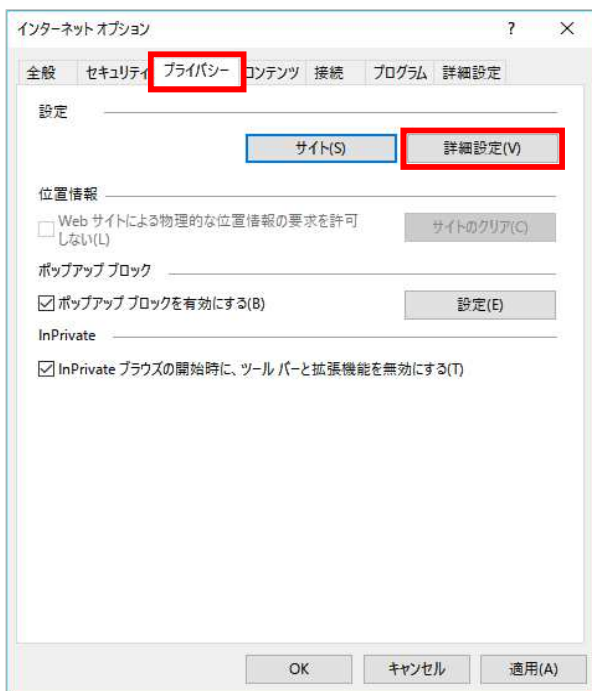 インターネット オプション ? ×
全般 セキュリティ プライバシー コンテンツ 接続 プログラム 詳細設定
設定
サイト(S) 詳細設定(V)
位置情報
Web サイトによる物理的な位置情報の要求を許可 サイトのクリア(C)
しない(L)
ポップアップ ブロック
ポップアップ ブロックを有効にする(B) 設定(E)
InPrivate
InPrivate ブラウズの開始時に、ツール バーと拡張機能を無効にする(T)
OK キャンセル 適用(A)